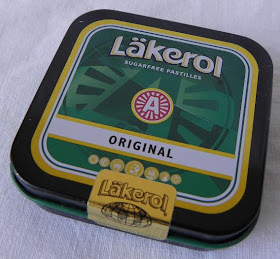 Läkerol
SUGARFREE PASTILLES
A
ORIGINAL
Läkerol